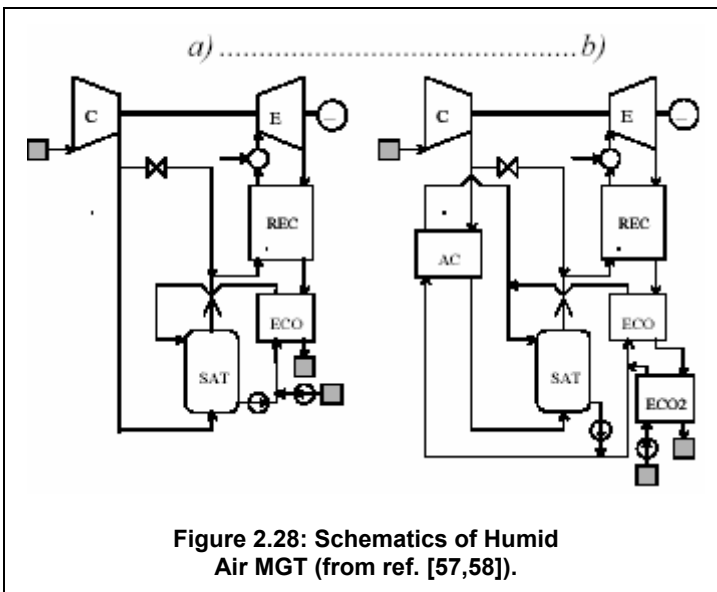 a) ............................................. b)
C
E
REC
ECO
SAT
C
E
REC
AC
ECO
SAT
ECO2
Figure 2.28: Schematics of Humid
Air MGT (from ref. [57,58]).